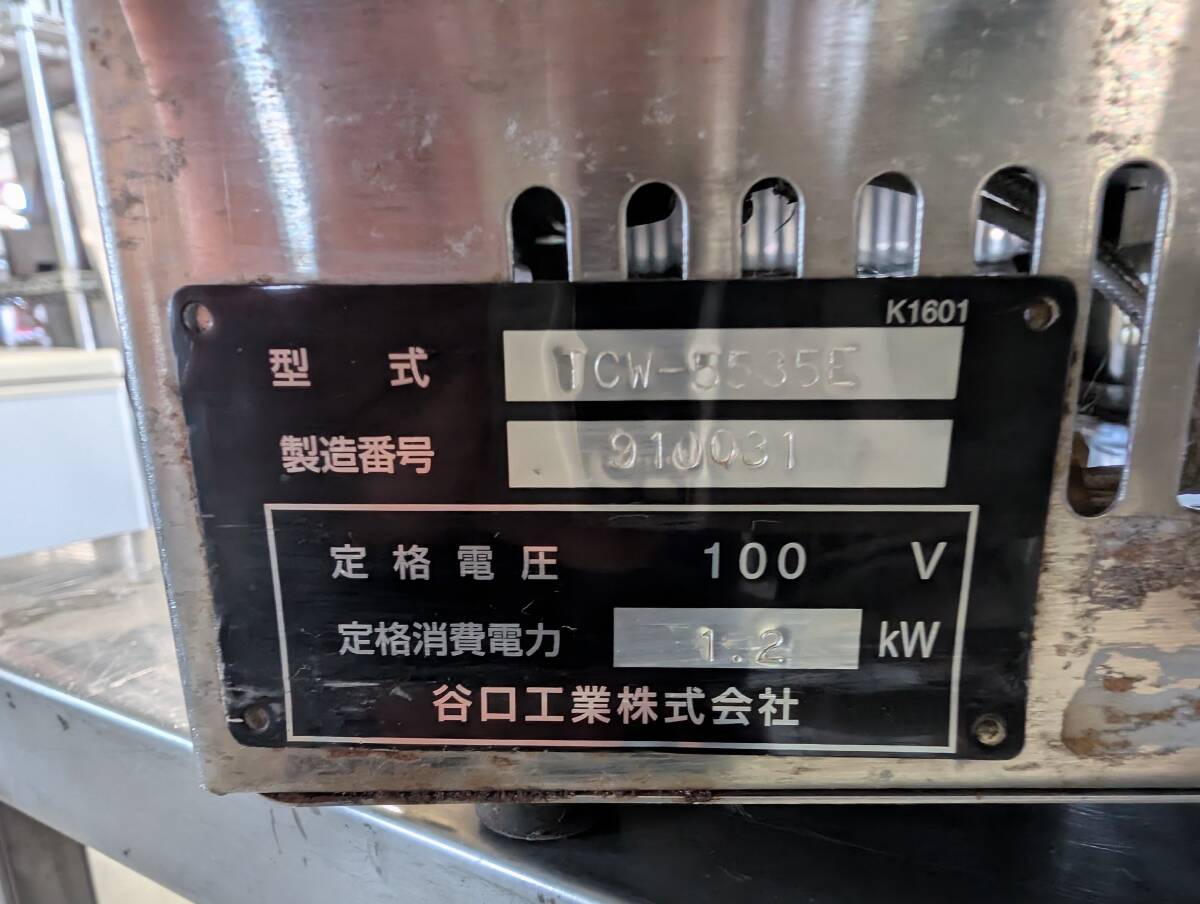 K1601
型 式 TCW-5535E
製造番号 910031
定格電圧 100 V
定格消費電力 1.2 kW
谷口工業株式会社